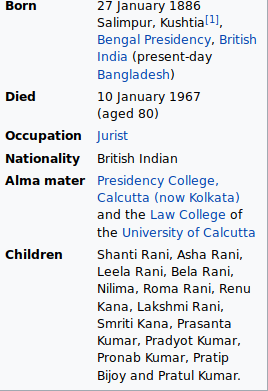 Born 27 January 1886
Salimpur, Kushtia[1],
Bengal Presidency, British
India (present-day
Bangladesh)
Died 10 January 1967
(aged 80)
Occupation Jurist
Nationality British Indian
Alma mater Presidency College,
Calcutta (now Kolkata)
and the Law College of
the University of Calcutta
Children Shanti Rani, Asha Rani,
Leela Rani, Bela Rani,
Nilima, Roma Rani, Renu
Kana, Lakshmi Rani,
Smriti Kana, Prasanta
Kumar, Pradyot Kumar,
Pronab Kumar, Pratip
Bijoy and Pratul Kumar.